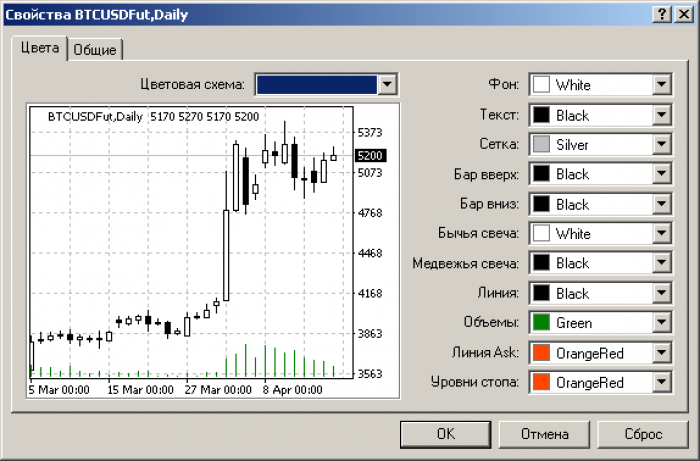 Свойства BTCUSDFut,Daily
Цвета
Общие
Цветовая схема:
BTCUSDFut,Daily 5170 5270 5170 5200
5373
5200
5073
4768
4468
4168
3863
3563
5 Mar 00:00
15 Mar 00:00
27 Mar 00:00
8 Apr 00:00
Фон: White
Текст: Black
Сетка: Silver
Бар вверх: Black
Бар вниз: Black
Бычья свеча: White
Медвежья свеча: Black
Линия: Black
Объемы: Green
Линия Ask: OrangeRed
Уровни стопа: OrangeRed
OK
Отмена
Сброс